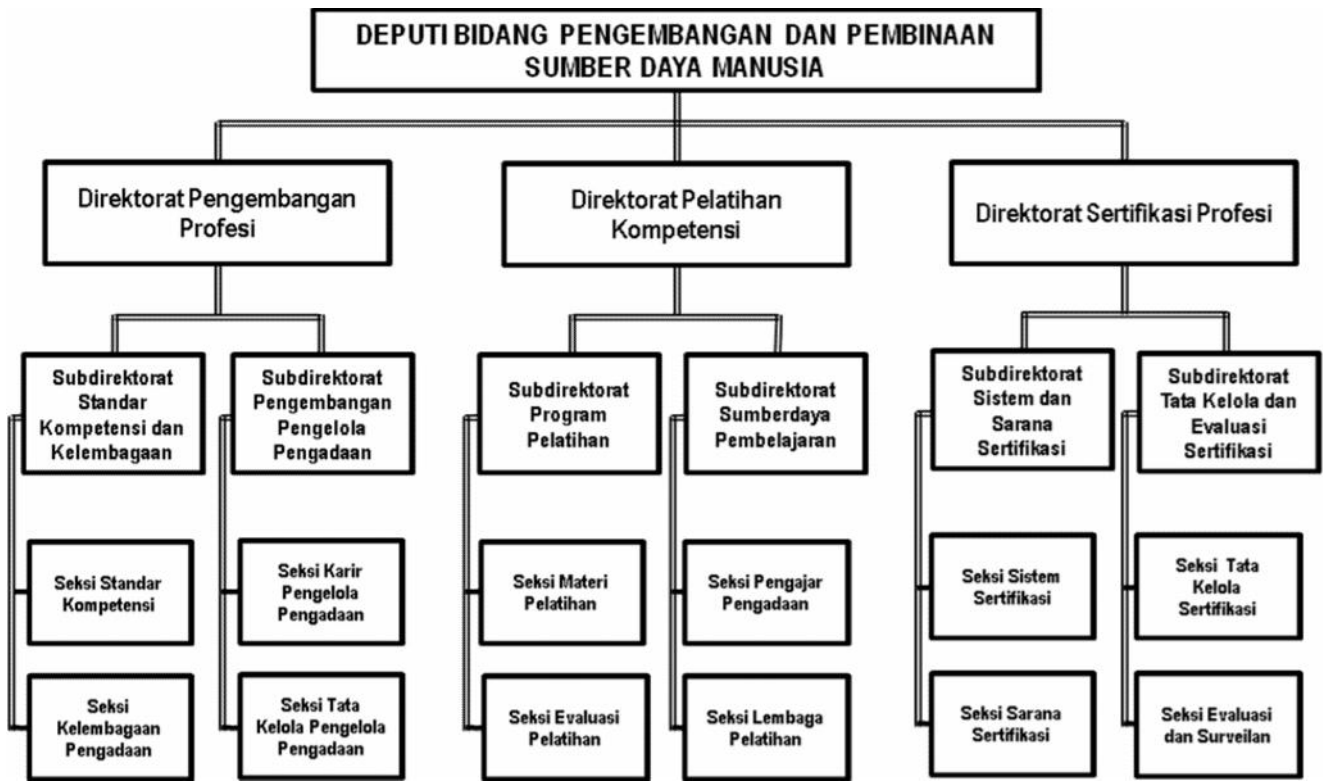 DEPUTI BIDANG PENGEMBANGAN DAN PEMBINAAN
SUMBER DAYA MANUSIA
Direktorat Pengembangan
Profesi
Direktorat Pelatihan
Kompetensi
Direktorat Sertifikasi Profesi
Subdirektorat
Standar
Kompetensi dan
Kelembagaan
Subdirektorat
Pengembangan
Pengelola
Pengadaan
Subdirektorat
Program
Pelatihan
Subdirektorat
Sumberdaya
Pembelajaran
Subdirektorat
Sistem dan
Sarana
Sertifikasi
Subdirektorat
Tata Kelola dan
Evaluasi
Sertifikasi
Seksi Standar
Kompetensi
Seksi Karir
Pengelola
Pengadaan
Seksi Materi
Pelatihan
Seksi Pengajar
Pengadaan
Seksi Sistem
Sertifikasi
Seksi Tata
Kelola
Sertifikasi
Seksi
Kelembagaan
Pengadaan
Seksi Tata
Kelola Pengelola
Pengadaan
Seksi Evaluasi
Pelatihan
Seksi Lembaga
Pelatihan
Seksi Sarana
Sertifikasi
Seksi Evaluasi
dan Surveilan